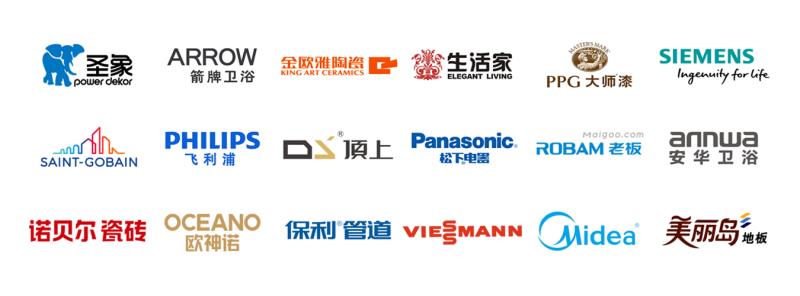 圣象
power dekor
ARROW
箭牌卫浴
金欧雅陶瓷
KING ART CERAMICS
生活家
ELEGANT LIVING
MASTER'S MARK
PPG 大师漆
SIEMENS
Ingenuity for life
SAINT-GOBAIN
PHILIPS
飞利浦
顶上®
Panasonic®
松下电器
Maigoo.com
ROBAM 老板
annwa
安华卫浴
诺贝尔瓷砖
OCEANO
欧神诺
保利®管道
VIESSMANN
Midea®
美丽岛地板